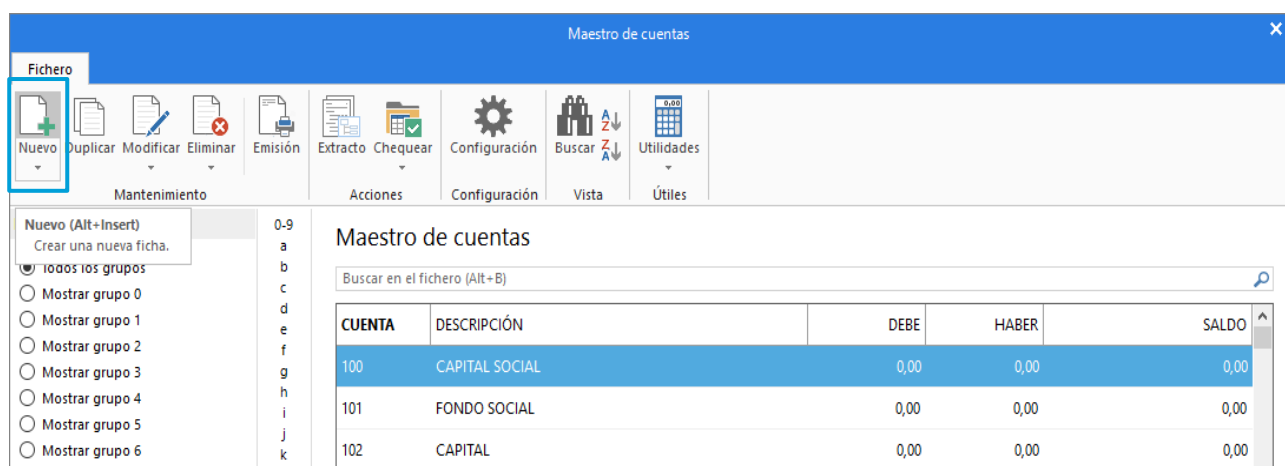 Maestro de cuentas
Fichero
Nuevo Duplicar Modificar Eliminar Emisión Extracto Chequear Configuración Buscar A Z Z A Utilidades
0,00
Mantenimiento Acciones Configuración Vista Útiles
Nuevo (Alt+Insert)
Crear una nueva ficha.
Todos los grupos
Mostrar grupo 0
Mostrar grupo 1
Mostrar grupo 2
Mostrar grupo 3
Mostrar grupo 4
Mostrar grupo 5
Mostrar grupo 6
0-9
a
b
c
d
e
f
g
h
i
j
k
Maestro de cuentas
Buscar en el fichero (Alt+B)
CUENTA DESCRIPCIÓN DEBE HABER SALDO
100 CAPITAL SOCIAL 0,00 0,00 0,00
101 FONDO SOCIAL 0,00 0,00 0,00
102 CAPITAL 0,00 0,00 0,00